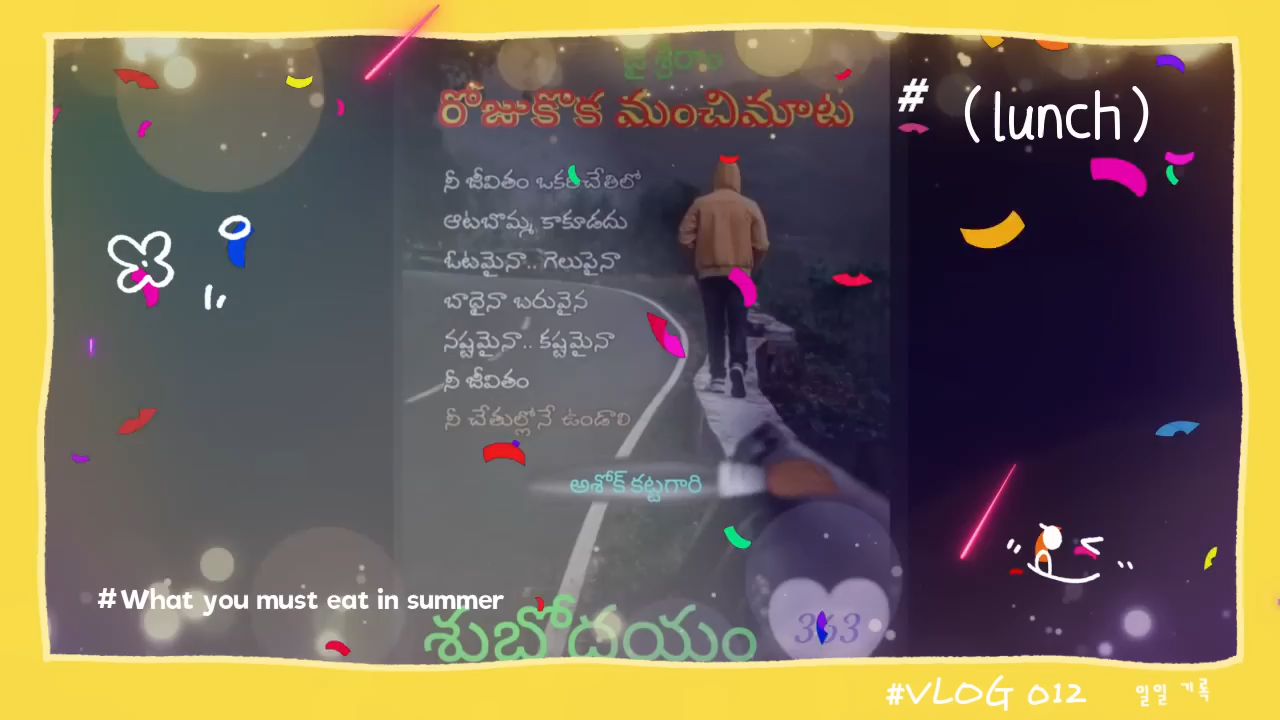 జై శ్రీరాం
రోజుకొక మంచిమాట
# (lunch)
నీ జీవితం ఒకరి చేతిలో
ఆటబొమ్మ కాకూడదు
ఓటమైనా.. గెలుపైనా
బాధైనా బరువైన
నష్టమైనా.. కష్టమైనా
నీ జీవితం
నీ చేతుల్లోనే ఉండాలి
అశోక్ కట్టగారి
#What you must eat in summer
శుభోదయం
363
#VLOG 012 일일 기록